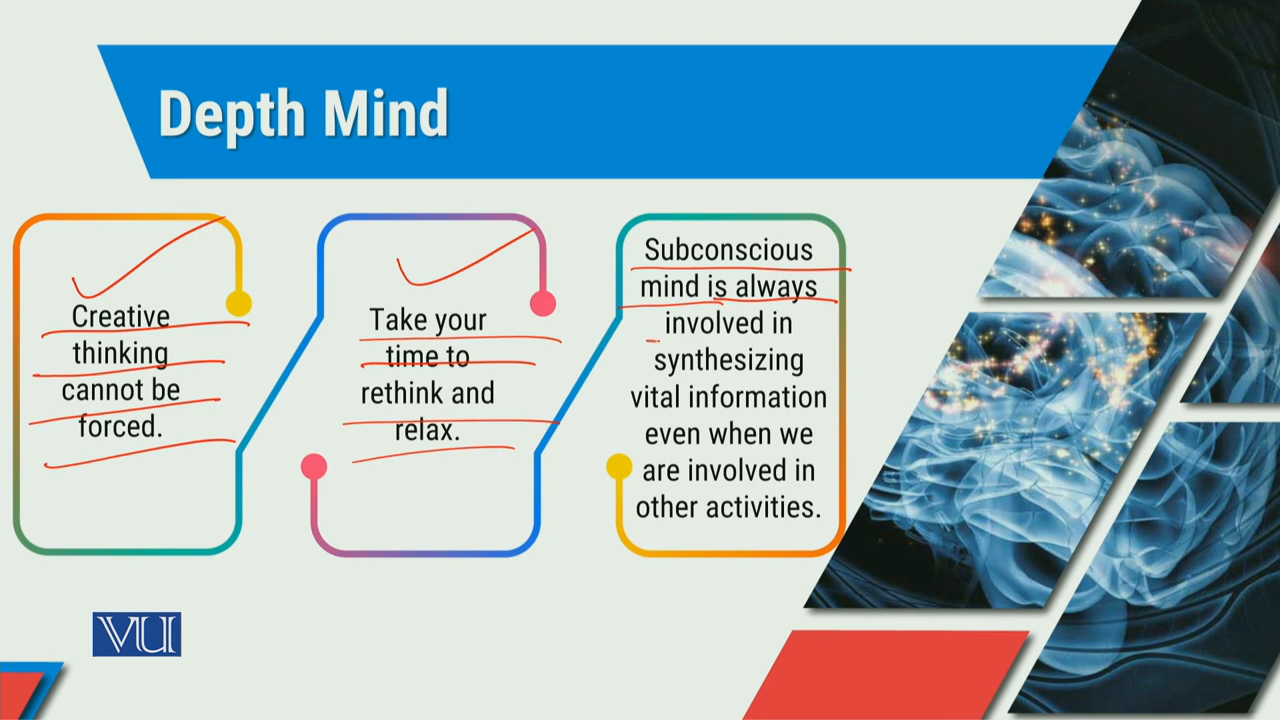 Depth Mind
Creative
thinking
cannot be
forced.
Take your
time to
rethink and
relax.
Subconscious
mind is always
involved in
synthesizing
vital information
even when we
are involved in
other activities.
VU